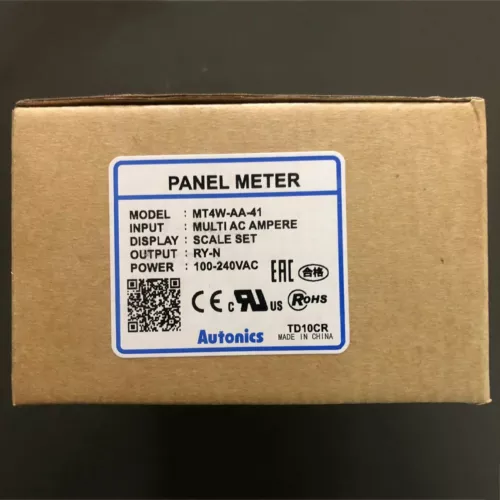 PANEL METER
MODEL : MT4W-AA-41
INPUT : MULTI AC AMPERE
DISPLAY : SCALE SET
OUTPUT : RY-N
POWER : 100-240VAC
EAC 合格
CE c RU us RoHS
Autonics
TD10CR
MADE IN CHINA